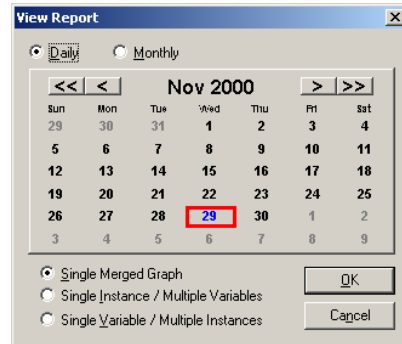 View Report
Daily Monthly
<< < Nov 2000 > >>
Sun Mon Tue Wed Thu Fri Sat
29 30 31 1 2 3 4
5 6 7 8 9 10 11
12 13 14 15 16 17 18
19 20 21 22 23 24 25
26 27 28 29 30 1 2
3 4 5 6 7 8 9
Single Merged Graph
OK
Single Instance / Multiple Variables
Single Variable / Multiple Instances
Cancel